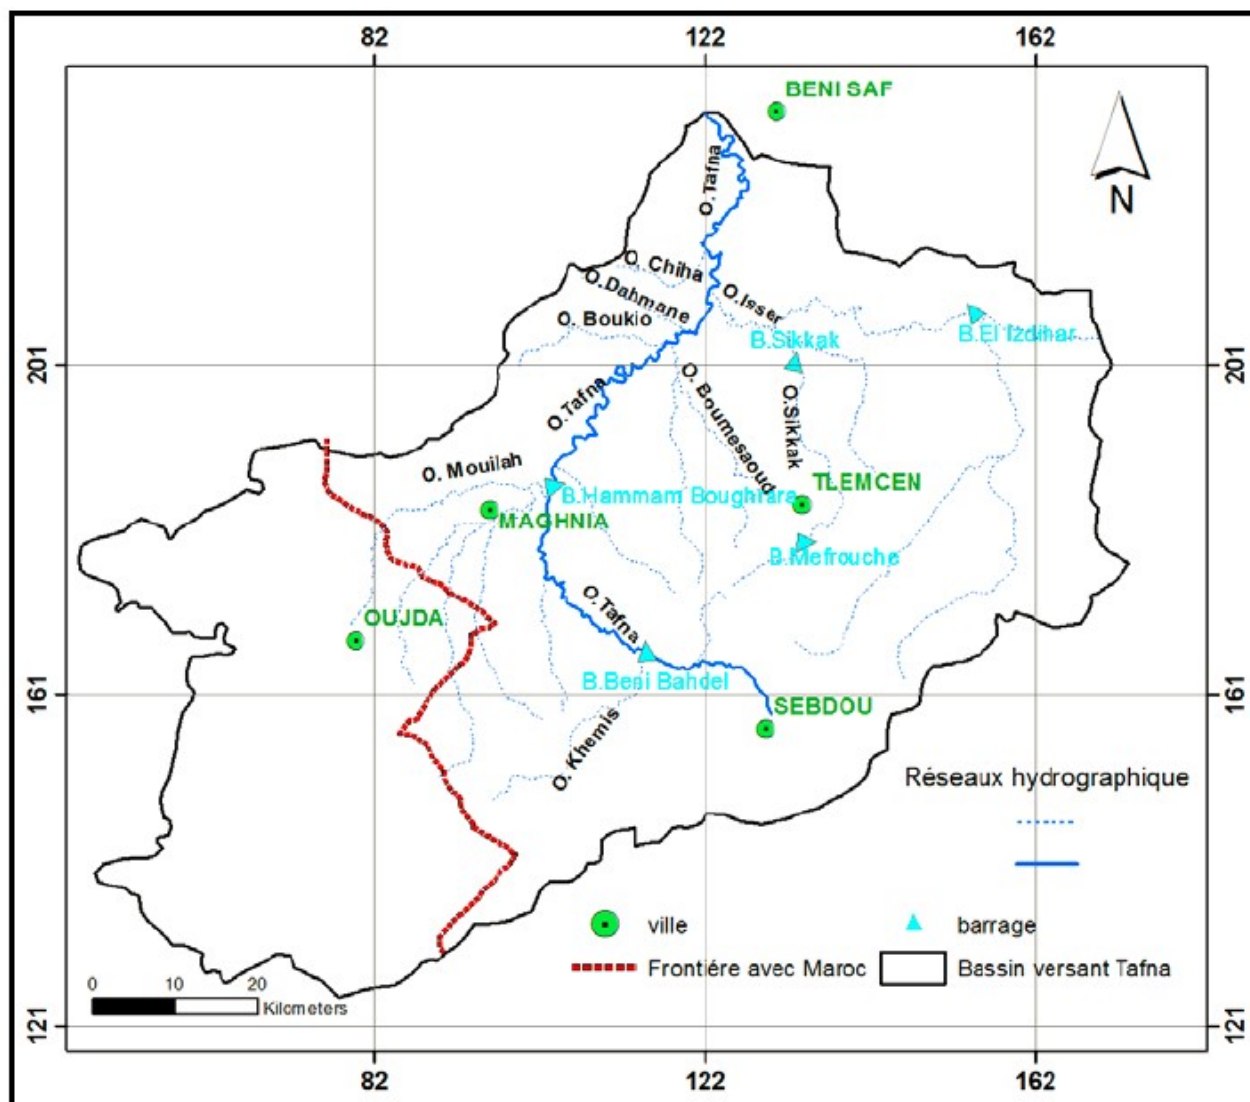 82 122 162
BENI SAF
O.Tafna
N
O. Chiha
O.Dahmane
O.Isser
O. Boukio
B.Sikkak
B.El Izdihar
201
201
O.Tafna
O. Boumesaoud
O.Sikkak
O. Mouilah
TLEMCEN
B.Hammam Boughrara
MAGHNIA
B.Mefrouche
O.Tafna
OUJDA
B.Beni Bahdel
161
161
SEBDOU
O. Khemis
Réseaux hydrographique
ville
barrage
Frontiére avec Maroc
Bassin versant Tafna
0 10 20
Kilometers
121
121
82 122 162